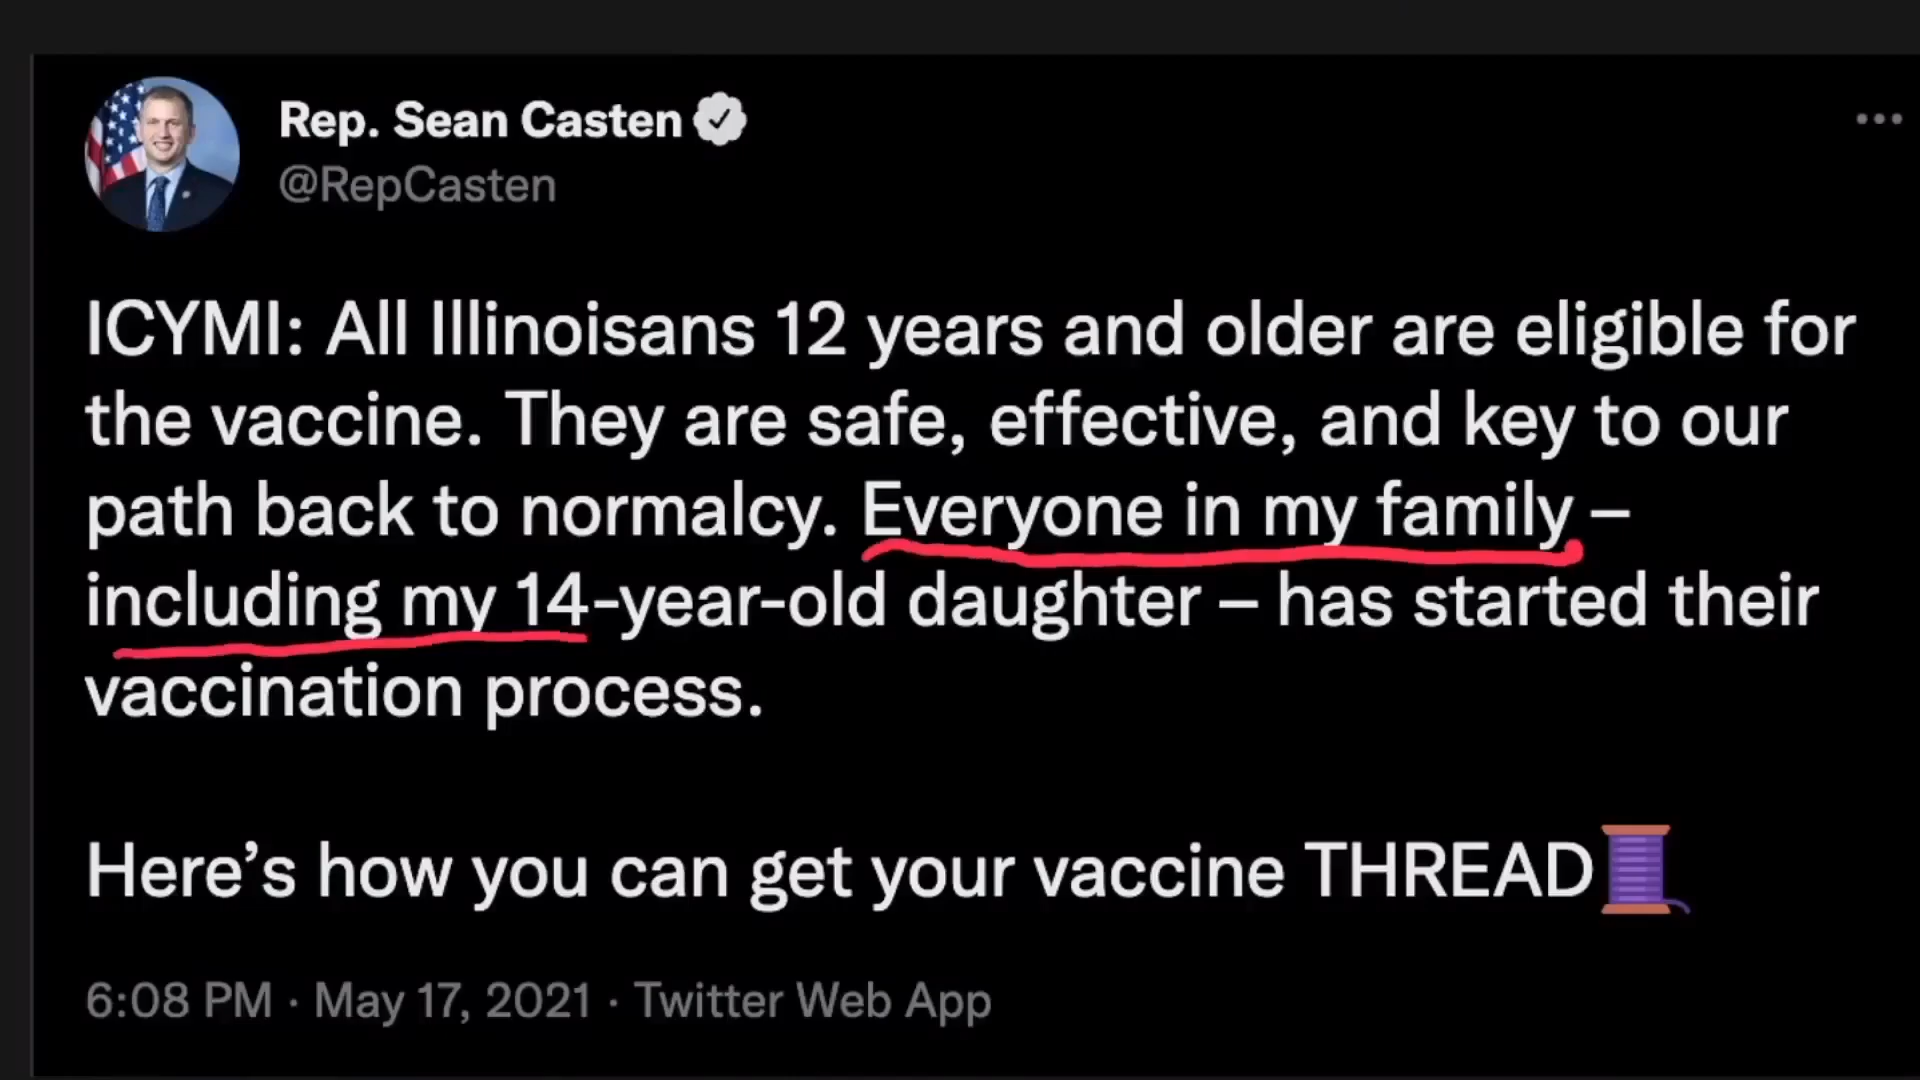 Rep. Sean Casten
@RepCasten
ICYMI: All Illinoisans 12 years and older are eligible for
the vaccine. They are safe, effective, and key to our
path back to normalcy. Everyone in my family –
including my 14-year-old daughter – has started their
vaccination process.
Here’s how you can get your vaccine THREAD🧵
6:08 PM · May 17, 2021 · Twitter Web App